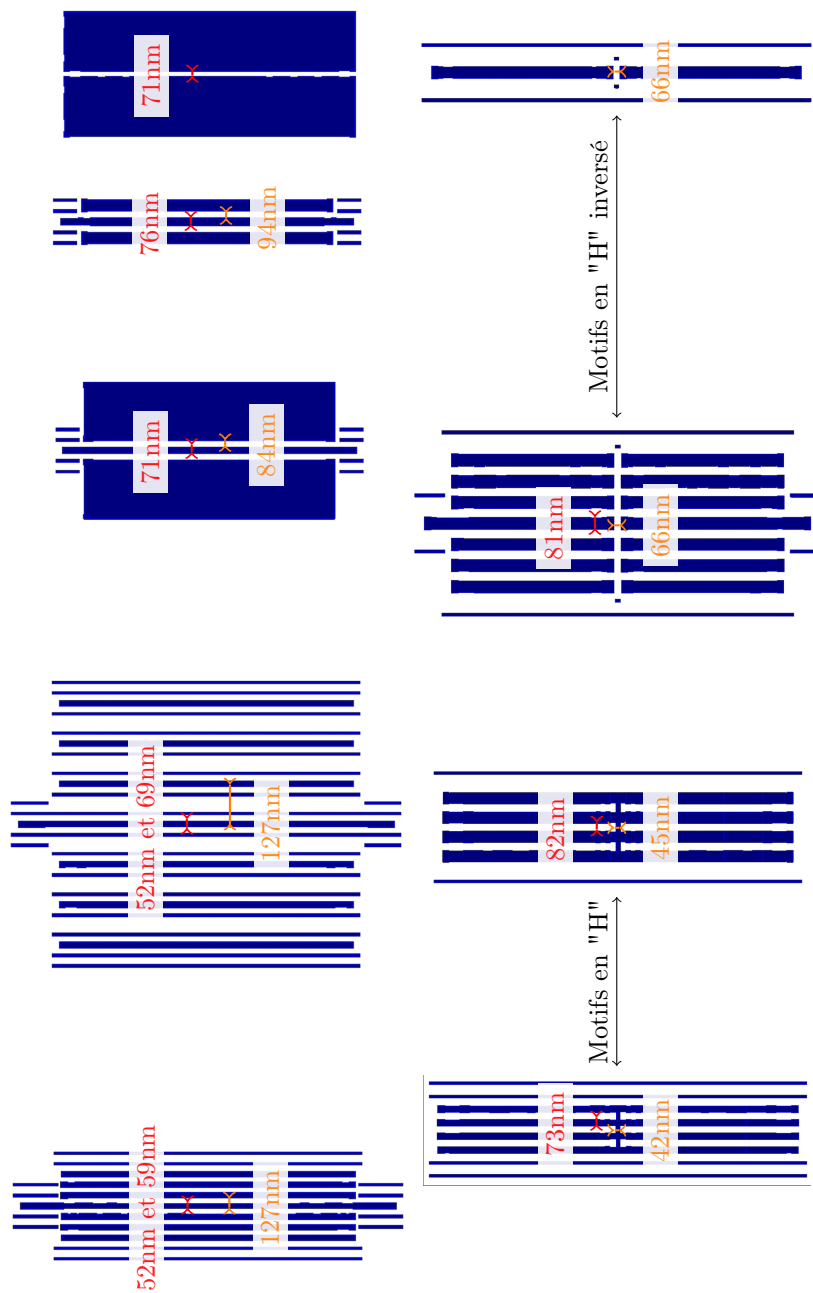 52nm et 59nm
52nm et 69nm
71nm
76nm
71nm
127nm
127nm
84nm
94nm
73nm
82nm
81nm
Motifs en "H"
Motifs en "H" inversé
42nm
45nm
66nm
66nm